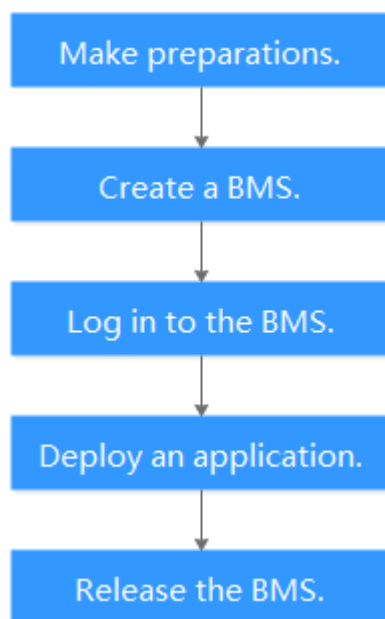 Make preparations.
Create a BMS.
Log in to the BMS.
Deploy an application.
Release the BMS.